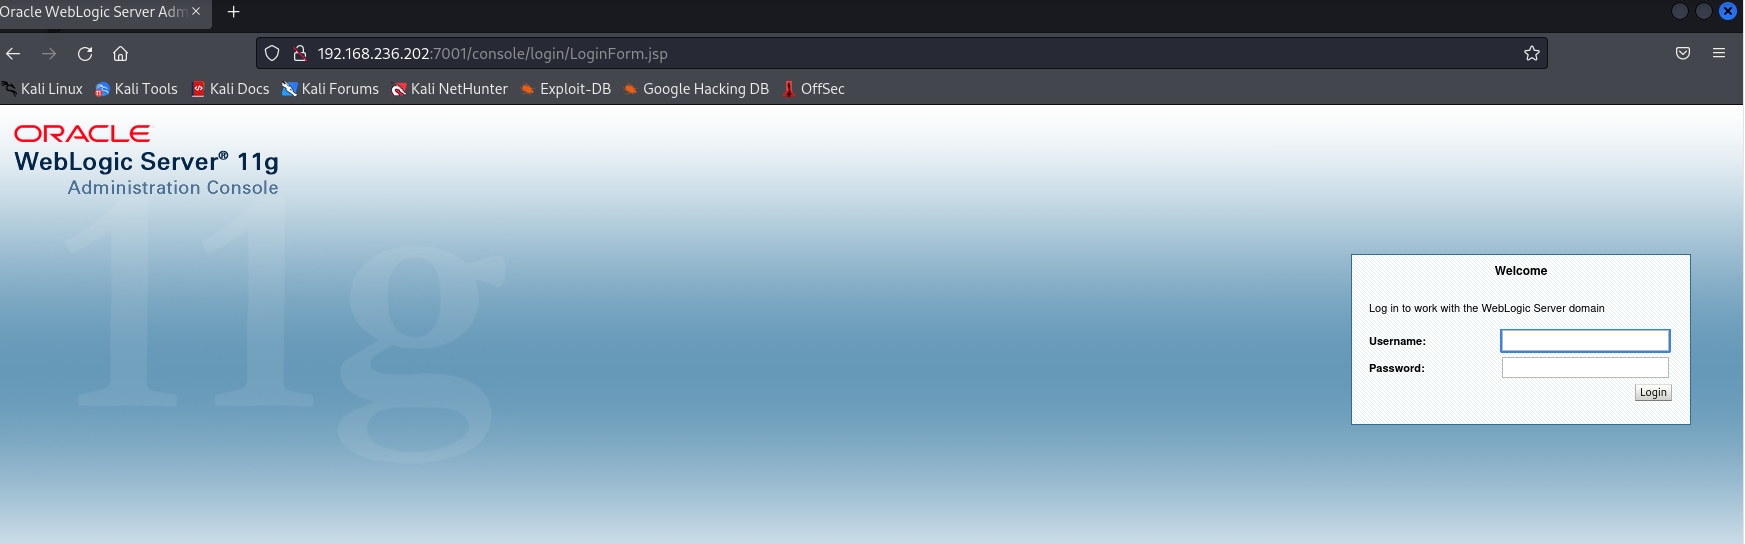 Oracle WebLogic Server Adm
192.168.236.202:7001/console/login/LoginForm.jsp
Kali Linux Kali Tools Kali Docs Kali Forums Kali NetHunter Exploit-DB Google Hacking DB OffSec
ORACLE
WebLogic Server® 11g
Administration Console
11g
Welcome
Log in to work with the WebLogic Server domain
Username:
Password:
Login